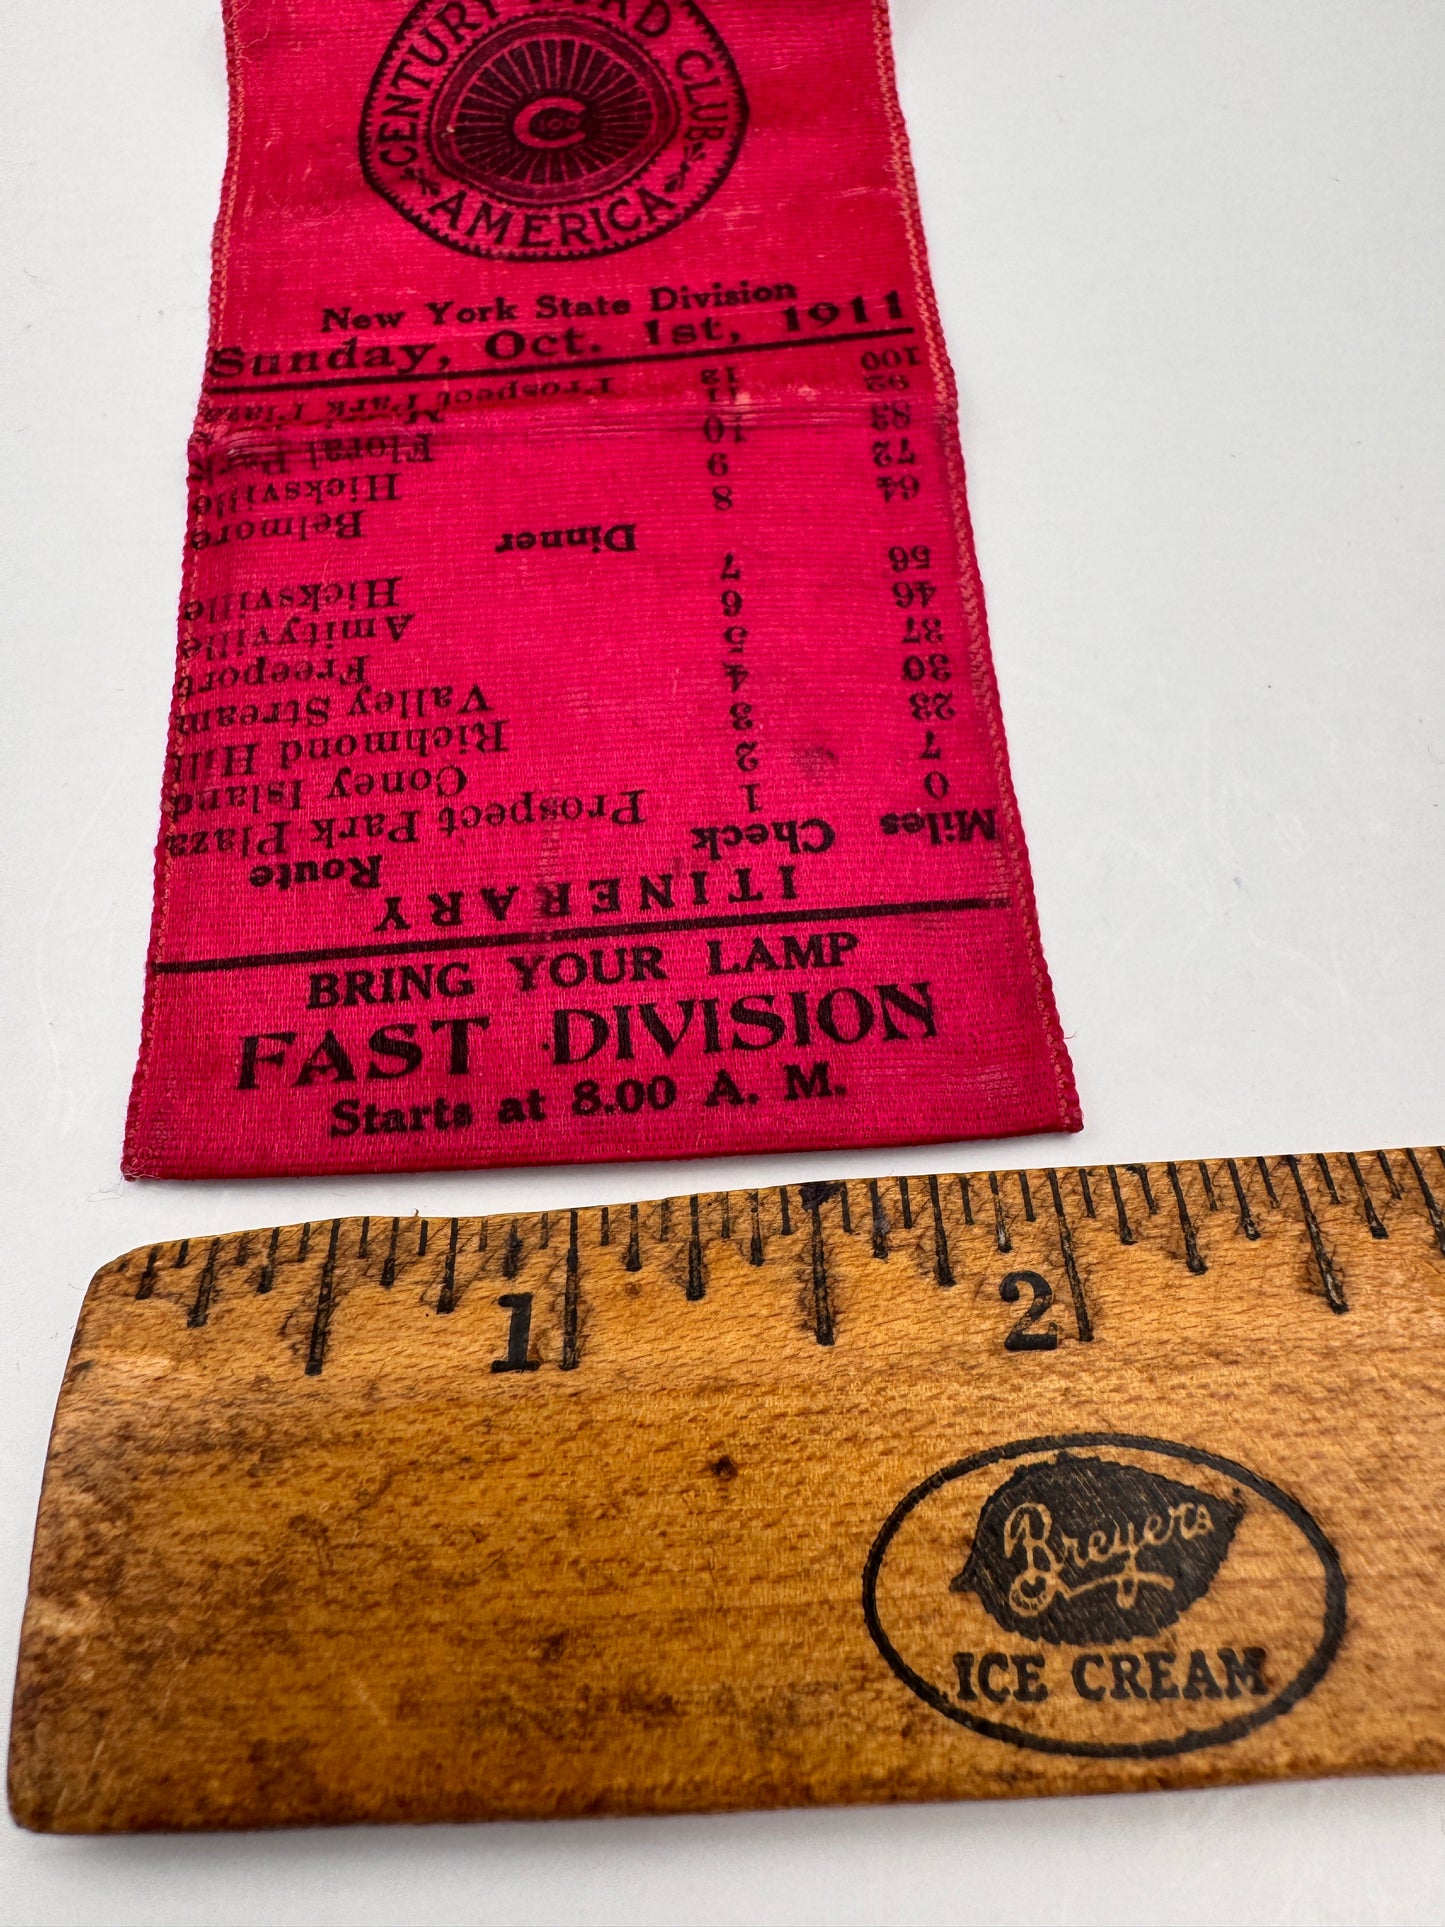 CENTURY ROAD CLUB
AMERICA
C
New York State Division
Sunday, Oct. 1st, 1911
ITINERARY
Miles Check Route
0 1 Prospect Park Plaza
7 2 Coney Island
23 3 Richmond Hill
30 4 Valley Stream
37 5 Freeport
46 6 Amityville
56 7 Hicksville
Dinner
64 8 Belmore
72 9 Hicksville
83 10 Floral Park
92 11
100 12 Prospect Park Plaza
BRING YOUR LAMP
FAST DIVISION
Starts at 8.00 A. M.
1 2
Breyers
ICE CREAM